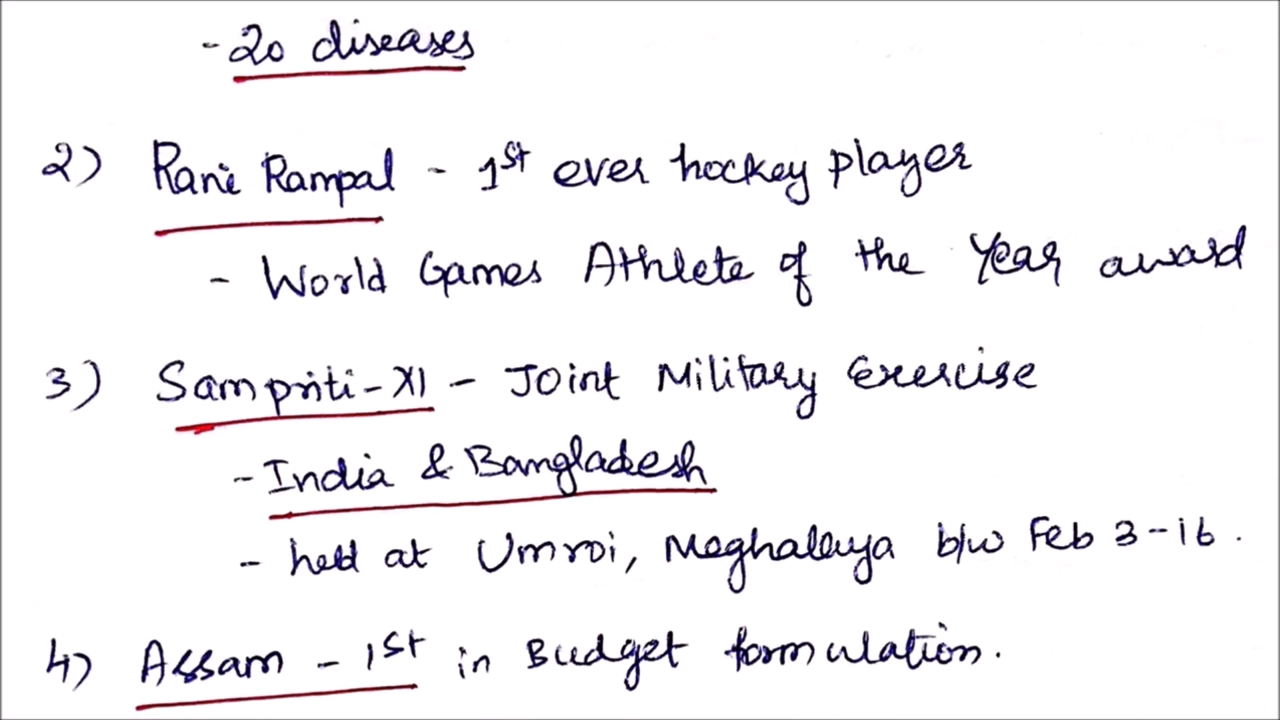 - 20 diseases
2) Rani Rampal - 1st ever hockey player
- World Games Athlete of the Year award
3) Sampriti-XI - Joint Military Exercise
- India & Bangladesh
- held at Umroi, Meghalaya b/w Feb 3-16.
4) Assam - 1st in Budget formulation.